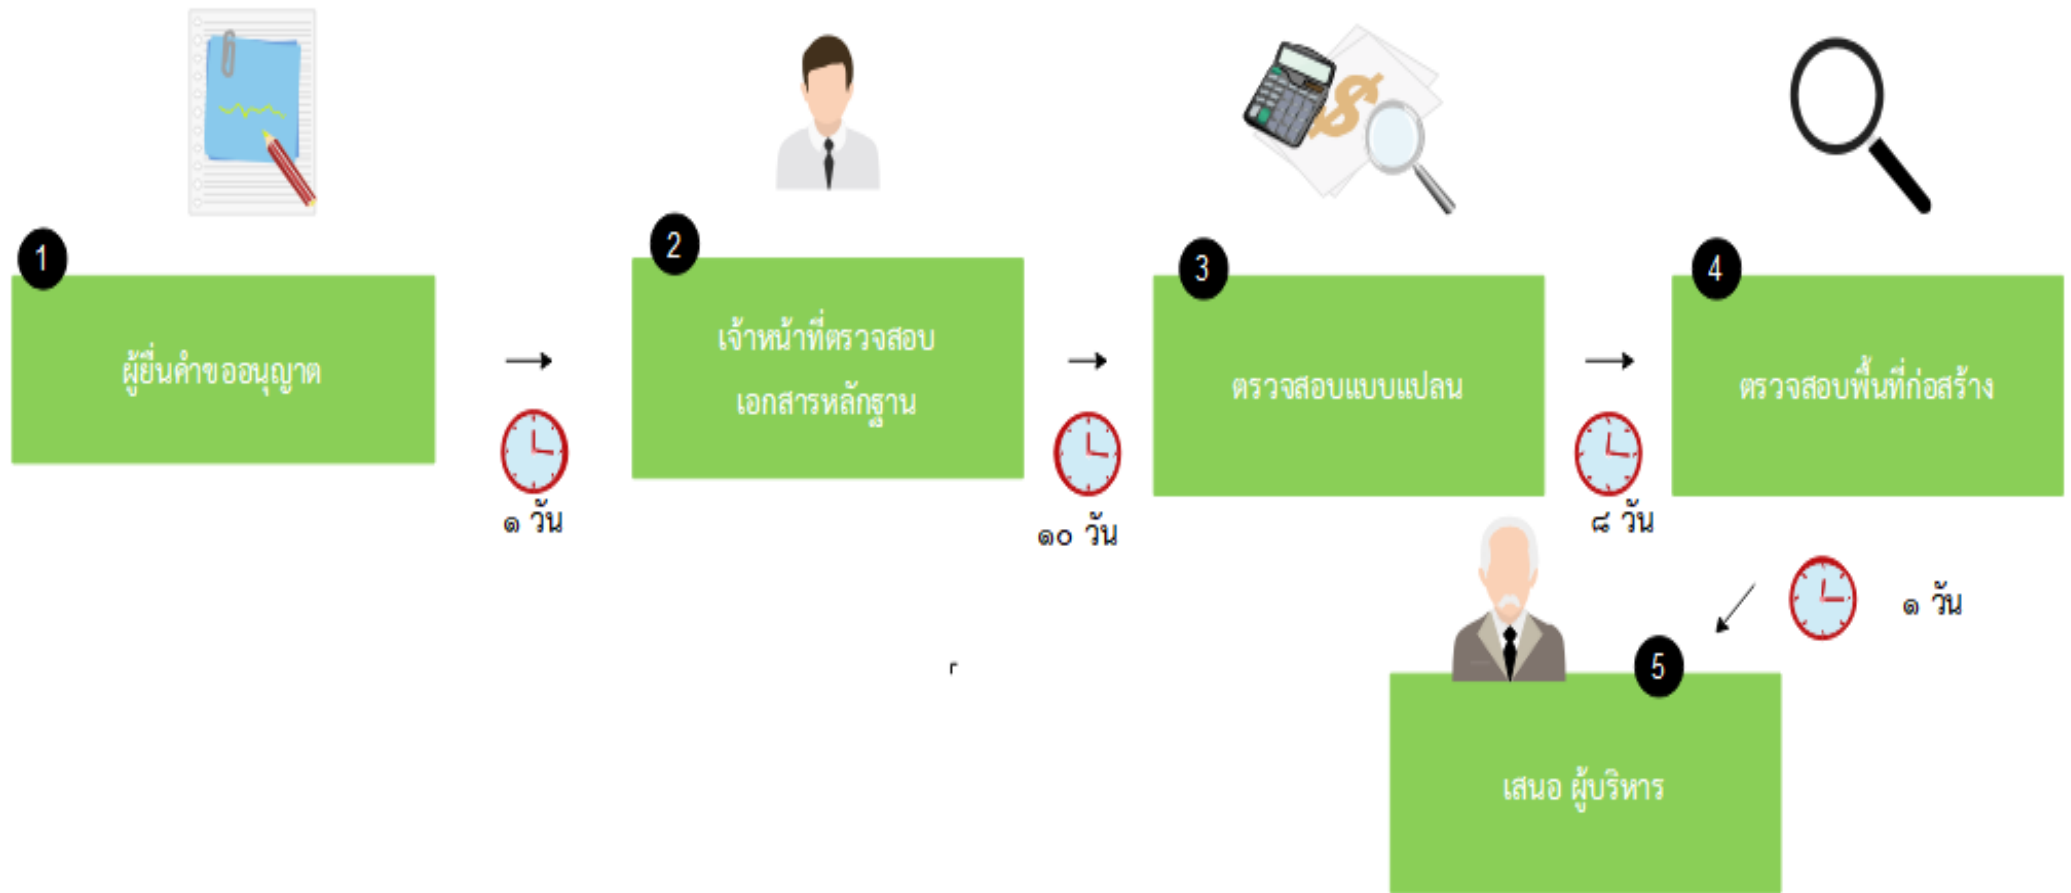 1
ผู้ยื่นคำขออนุญาต
๑ วัน
2
เจ้าหน้าที่ตรวจสอบ
เอกสารหลักฐาน
๑๐ วัน
3
ตรวจสอบแบบแปลน
๘ วัน
4
ตรวจสอบพื้นที่ก่อสร้าง
๑ วัน
5
เสนอ ผู้บริหาร